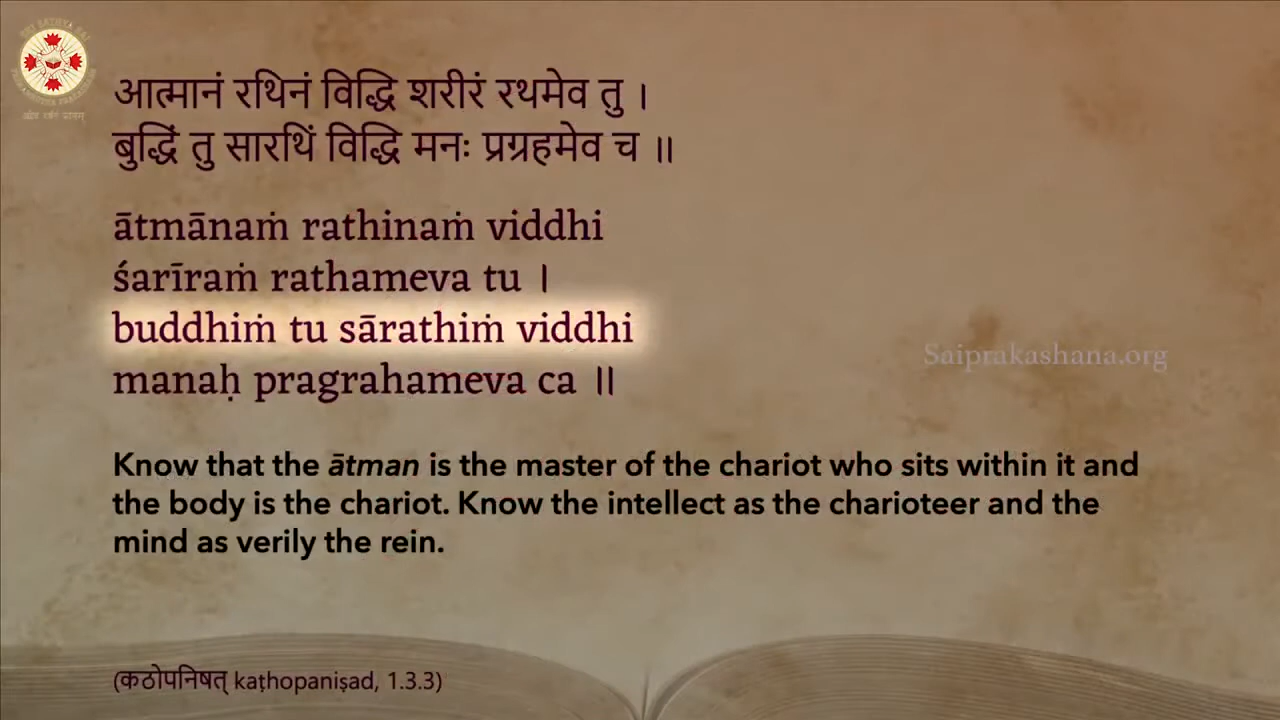 SRI SATHYA SAI
आत्मानं रथिनं विद्धि शरीरं रथमेव तु ।
बुद्धिं तु सारथिं विद्धि मनः प्रग्रहमेव च ॥
ātmānaṁ rathinaṁ viddhi
śarīraṁ rathameva tu ।
buddhiṁ tu sārathiṁ viddhi
manaḥ pragrahameva ca ॥
Saiprakashana.org
Know that the ātman is the master of the chariot who sits within it and
the body is the chariot. Know the intellect as the charioteer and the
mind as verily the rein.
(कठोपनिषत् kaṭhopaniṣad, 1.3.3)